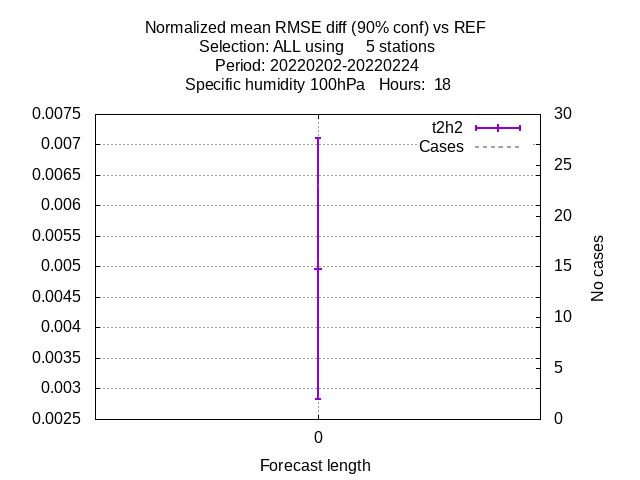 Normalized mean RMSE diff (90% conf) vs REF
Selection: ALL using     5 stations
Period: 20220202-20220224
Specific humidity 100hPa   Hours:  18
t2h2
Cases
0.0075
0.007
0.0065
0.006
0.0055
0.005
0.0045
0.004
0.0035
0.003
0.0025
30
25
20
15
10
5
0
No cases
0
Forecast length